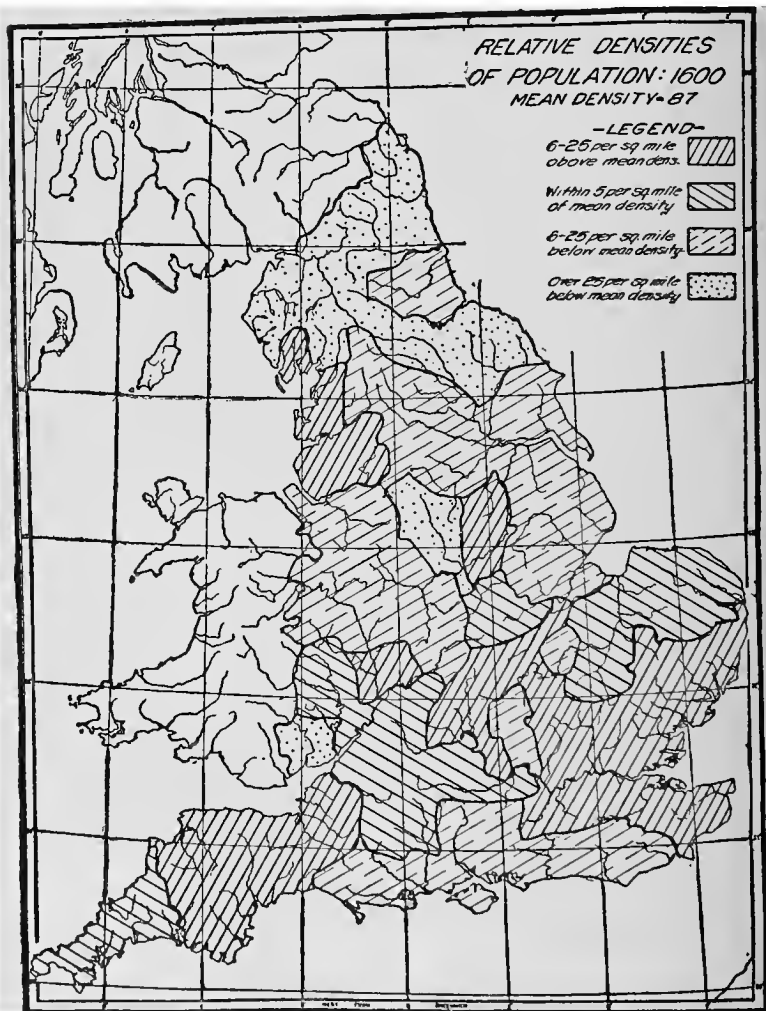 RELATIVE DENSITIES
OF POPULATION: 1600
MEAN DENSITY-87
-LEGEND-
6-25 per sq mile
above mean dens.
Within 5 per sq mile
of mean density
6-25 per sq. mile
below mean density
Over 25 per sq mile
below mean density